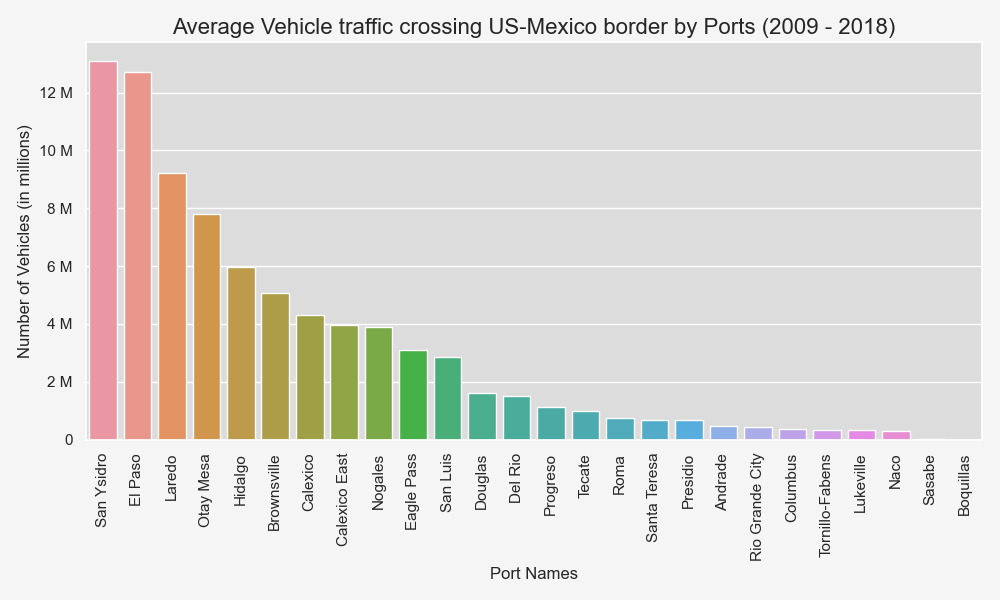 Average Vehicle traffic crossing US-Mexico border by Ports (2009 - 2018)
Number of Vehicles (in millions)
12 M
10 M
8 M
6 M
4 M
2 M
0
San Ysidro
El Paso
Laredo
Otay Mesa
Hidalgo
Brownsville
Calexico
Calexico East
Nogales
Eagle Pass
San Luis
Douglas
Del Rio
Progreso
Tecate
Roma
Santa Teresa
Presidio
Andrade
Rio Grande City
Columbus
Tornillo-Fabens
Lukeville
Naco
Sasabe
Boquillas
Port Names